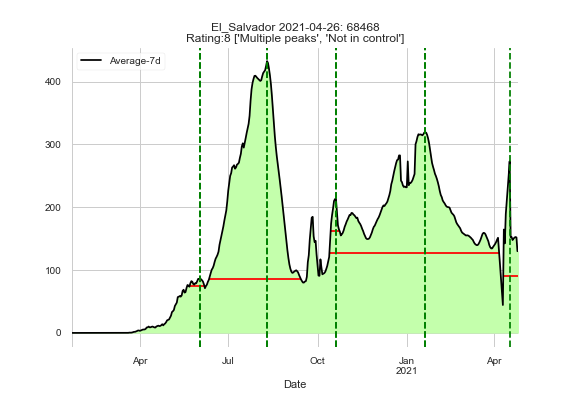 El_Salvador 2021-04-26: 68468
Rating:8 ['Multiple peaks', 'Not in control']
Average-7d
400
300
200
100
0
Apr
Jul
Oct
Jan
2021
Apr
Date